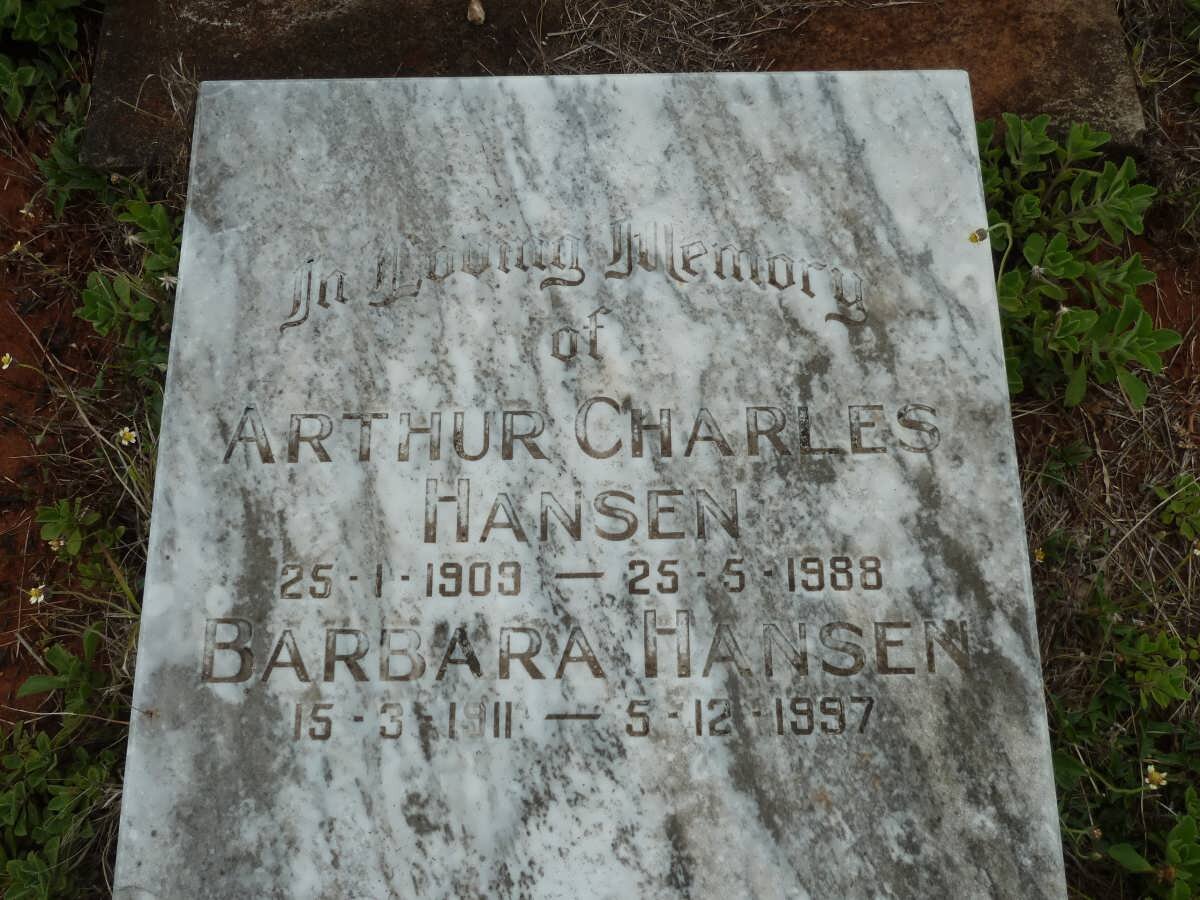 In Loving Memory
of
ARTHUR CHARLES
HANSEN
25 - 1 - 1903 — 25 - 5 - 1988
BARBARA HANSEN
15 - 3 - 1911 — 5 - 12 - 1997